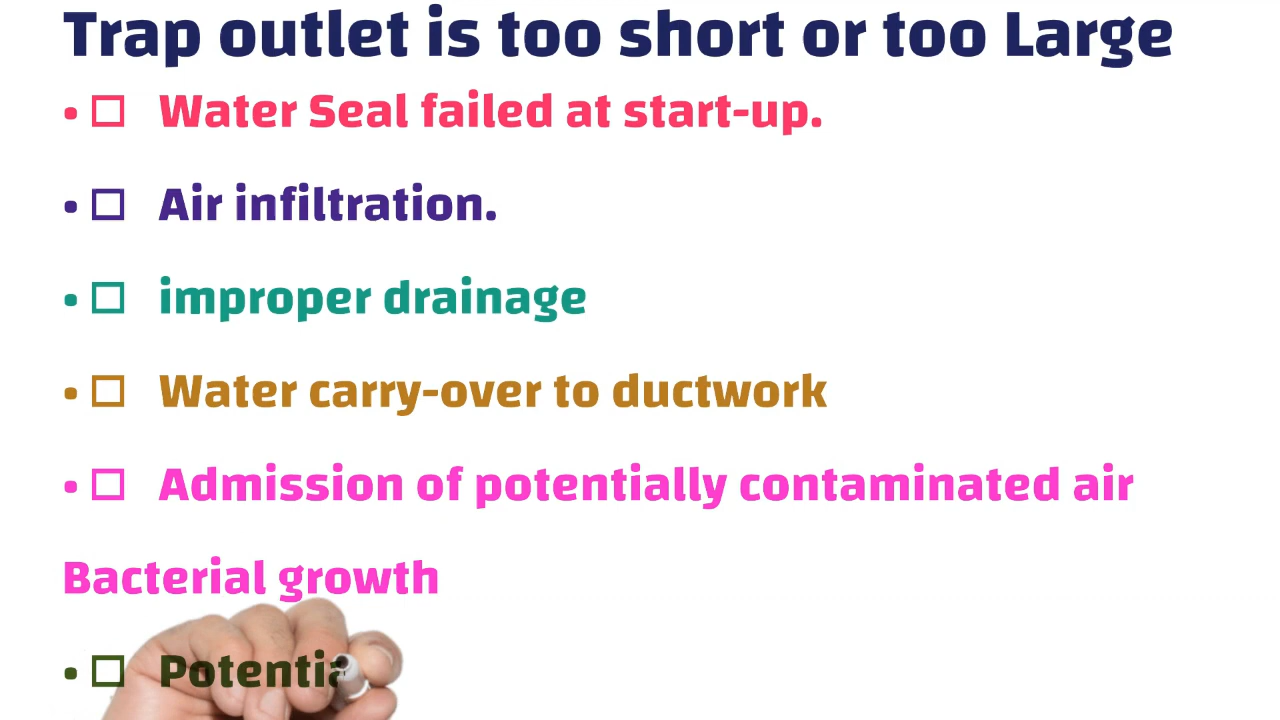 Trap outlet is too short or too Large
• □ Water Seal failed at start-up.
• □ Air infiltration.
• □ improper drainage
• □ Water carry-over to ductwork
• □ Admission of potentially contaminated air
Bacterial growth
• □